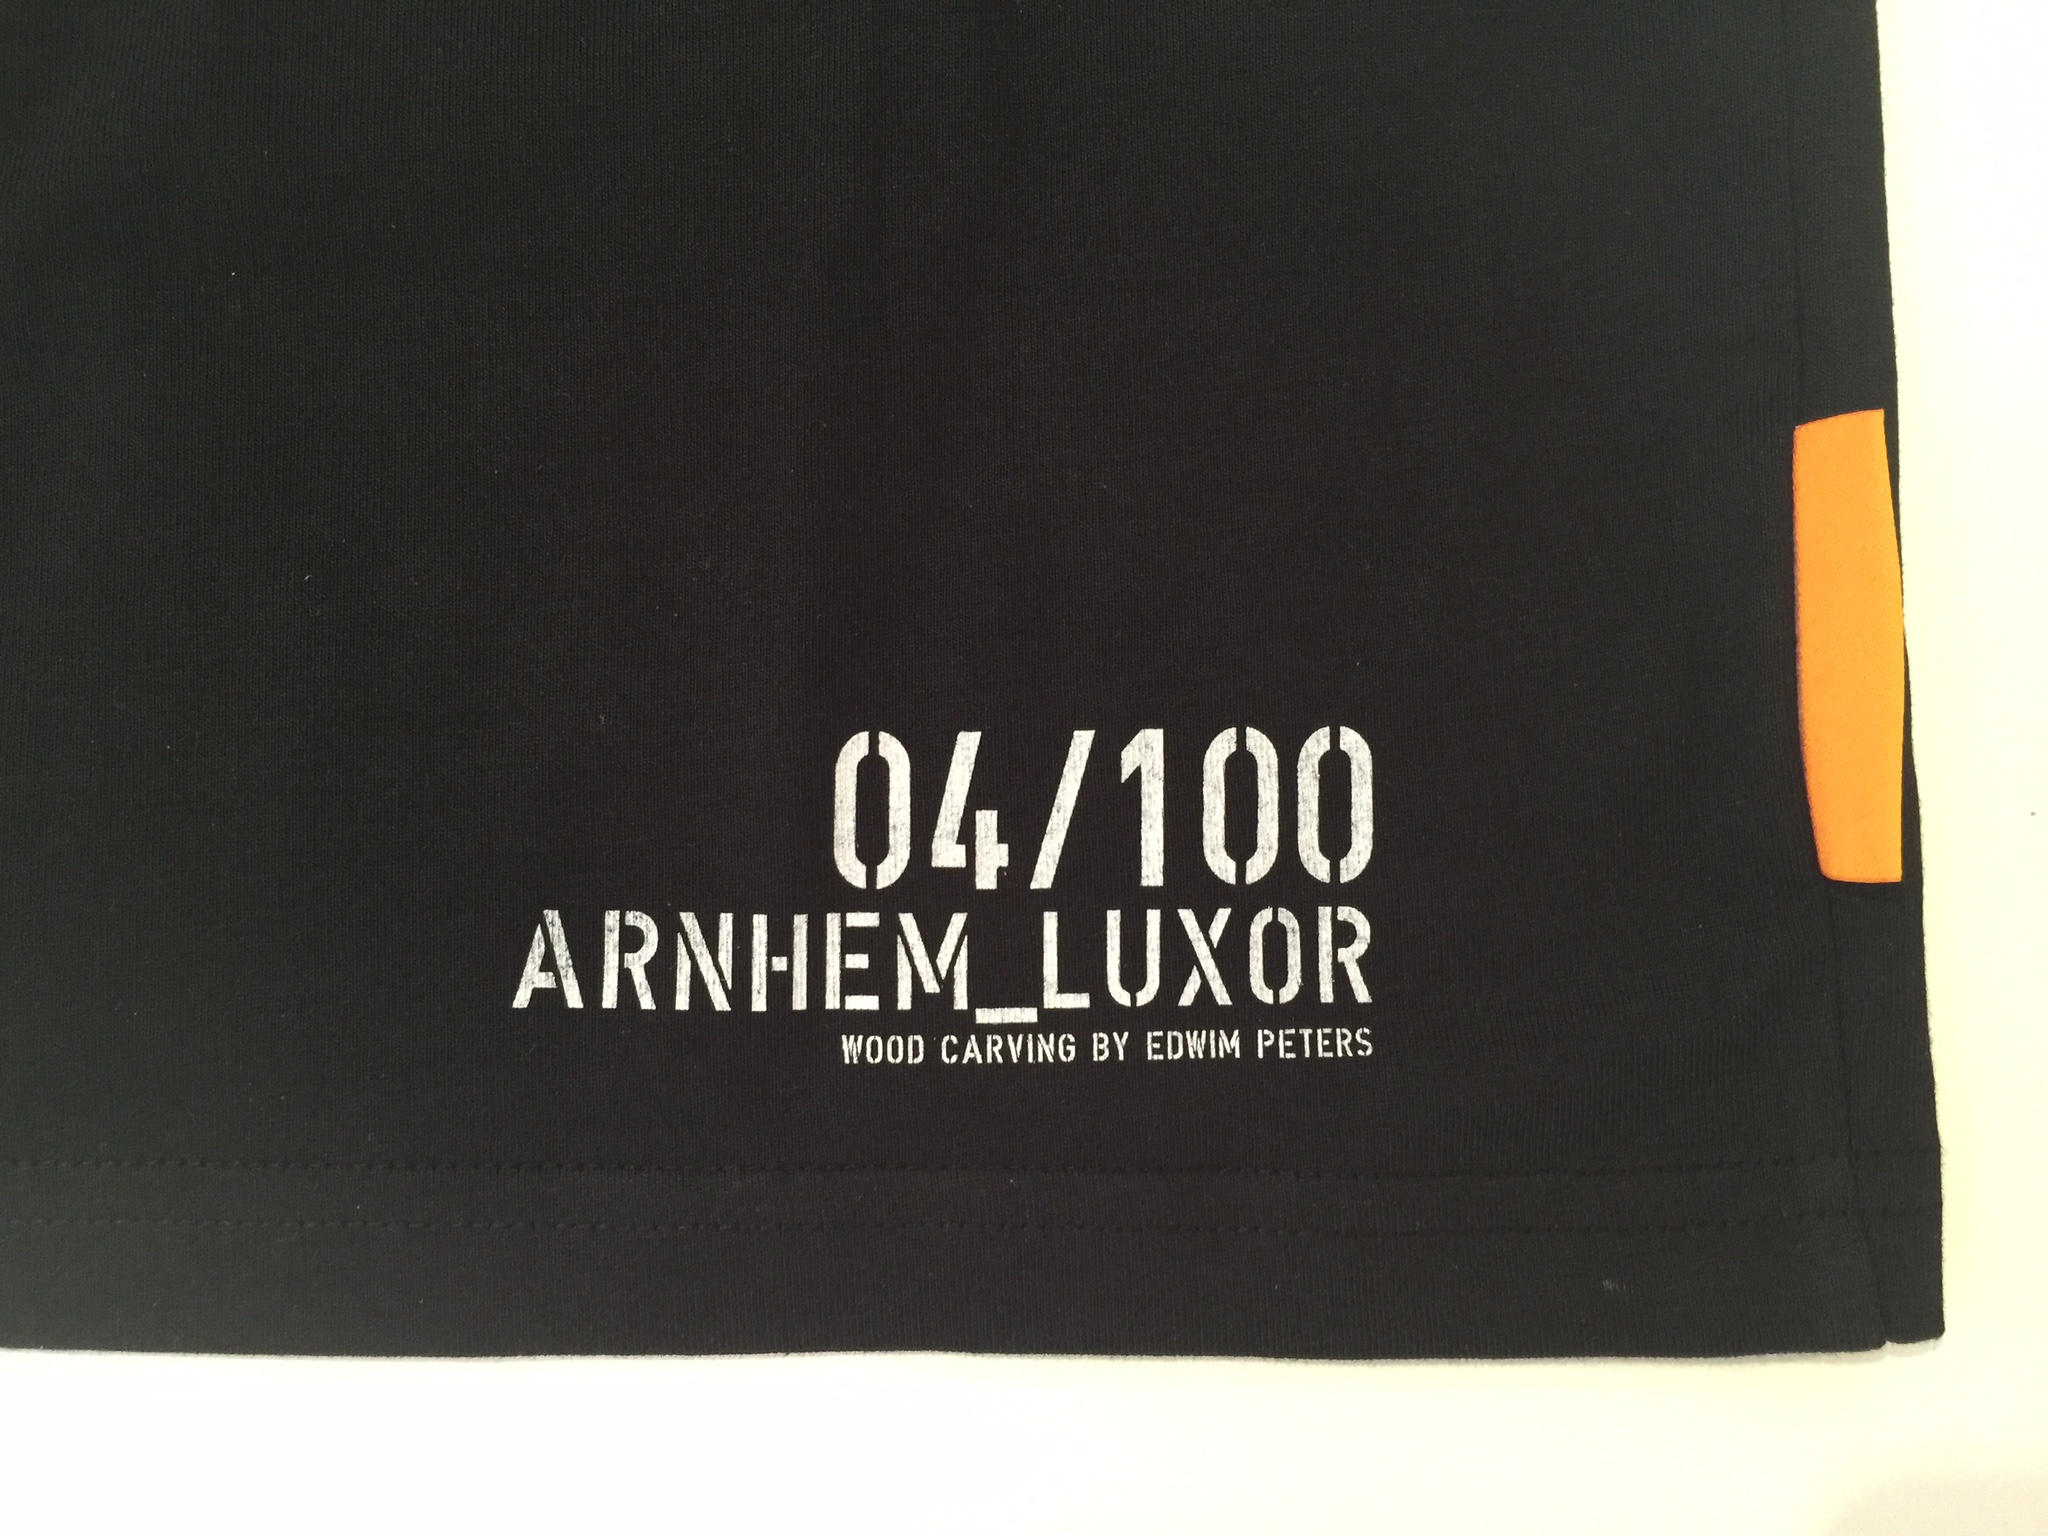 04/100
ARNHEM_LUXOR
WOOD CARVING BY EDWIM PETERS